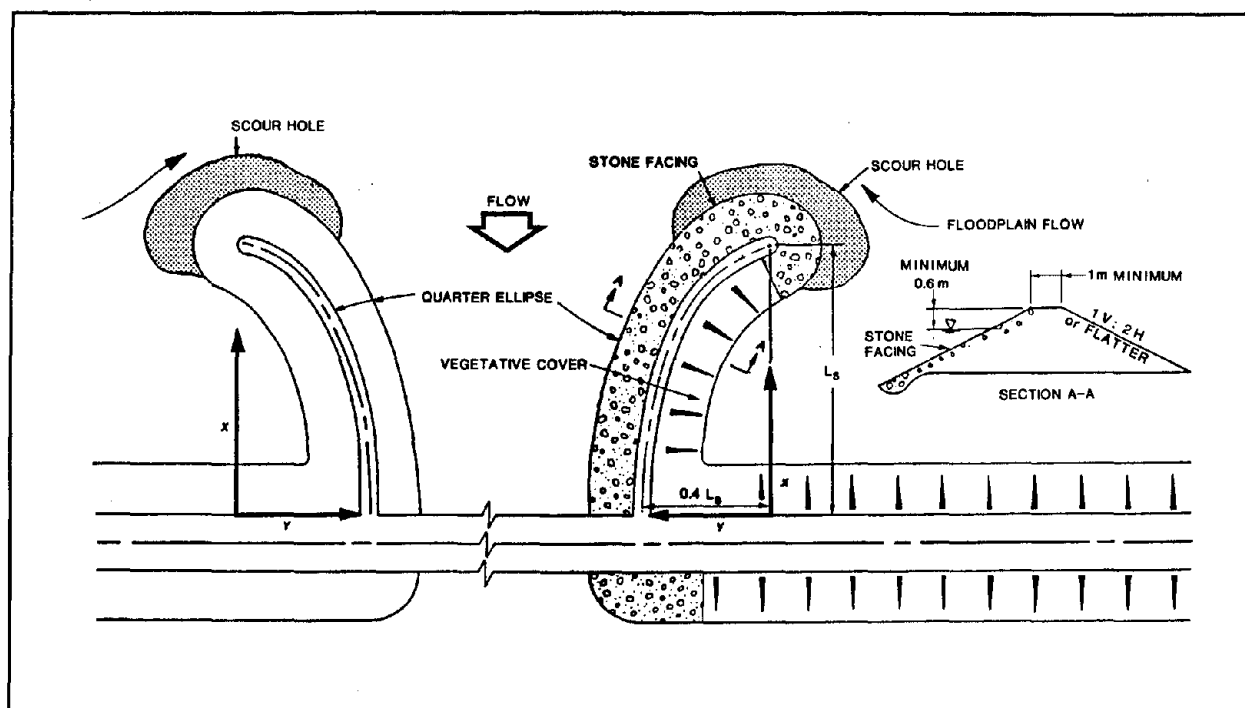 SCOUR HOLE
STONE FACING
SCOUR HOLE
FLOW
FLOODPLAIN FLOW
MINIMUM
0.6 m
1m MINIMUM
QUARTER ELLIPSE
A
1V: 2H
or FLATTER
STONE
FACING
VEGETATIVE COVER
A
Ls
SECTION A-A
X
0.4 Ls
X
Y
Y